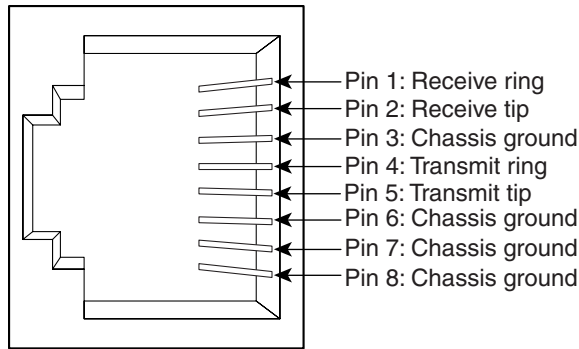 Pin 1: Receive ring
Pin 2: Receive tip
Pin 3: Chassis ground
Pin 4: Transmit ring
Pin 5: Transmit tip
Pin 6: Chassis ground
Pin 7: Chassis ground
Pin 8: Chassis ground